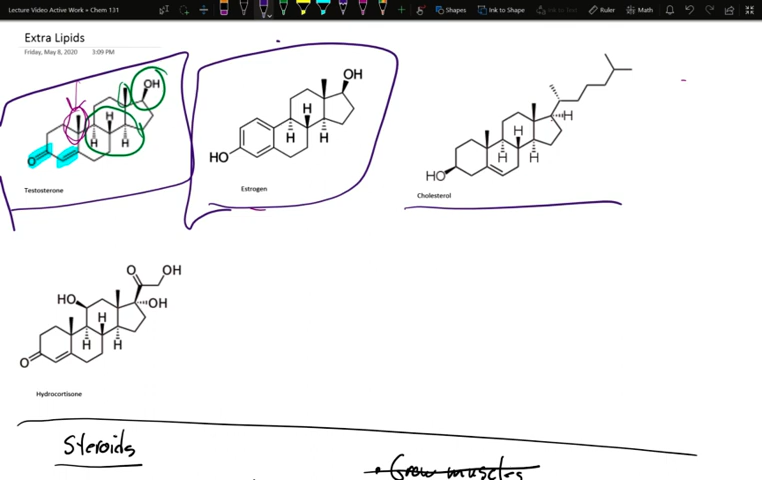 Lecture Video Active Work » Chem 131
Shapes Ink to Shape Ink to Text Ruler Math
Extra Lipids
Friday, May 8, 2020 3:09 PM
OH
O
H
H
H
Testosterone
OH
H
H
H
HO
Estrogen
H
H
H
H
HO
Cholesterol
O
OH
HO
OH
H
H
H
O
Hydrocortisone
Steroids
• Grow muscles